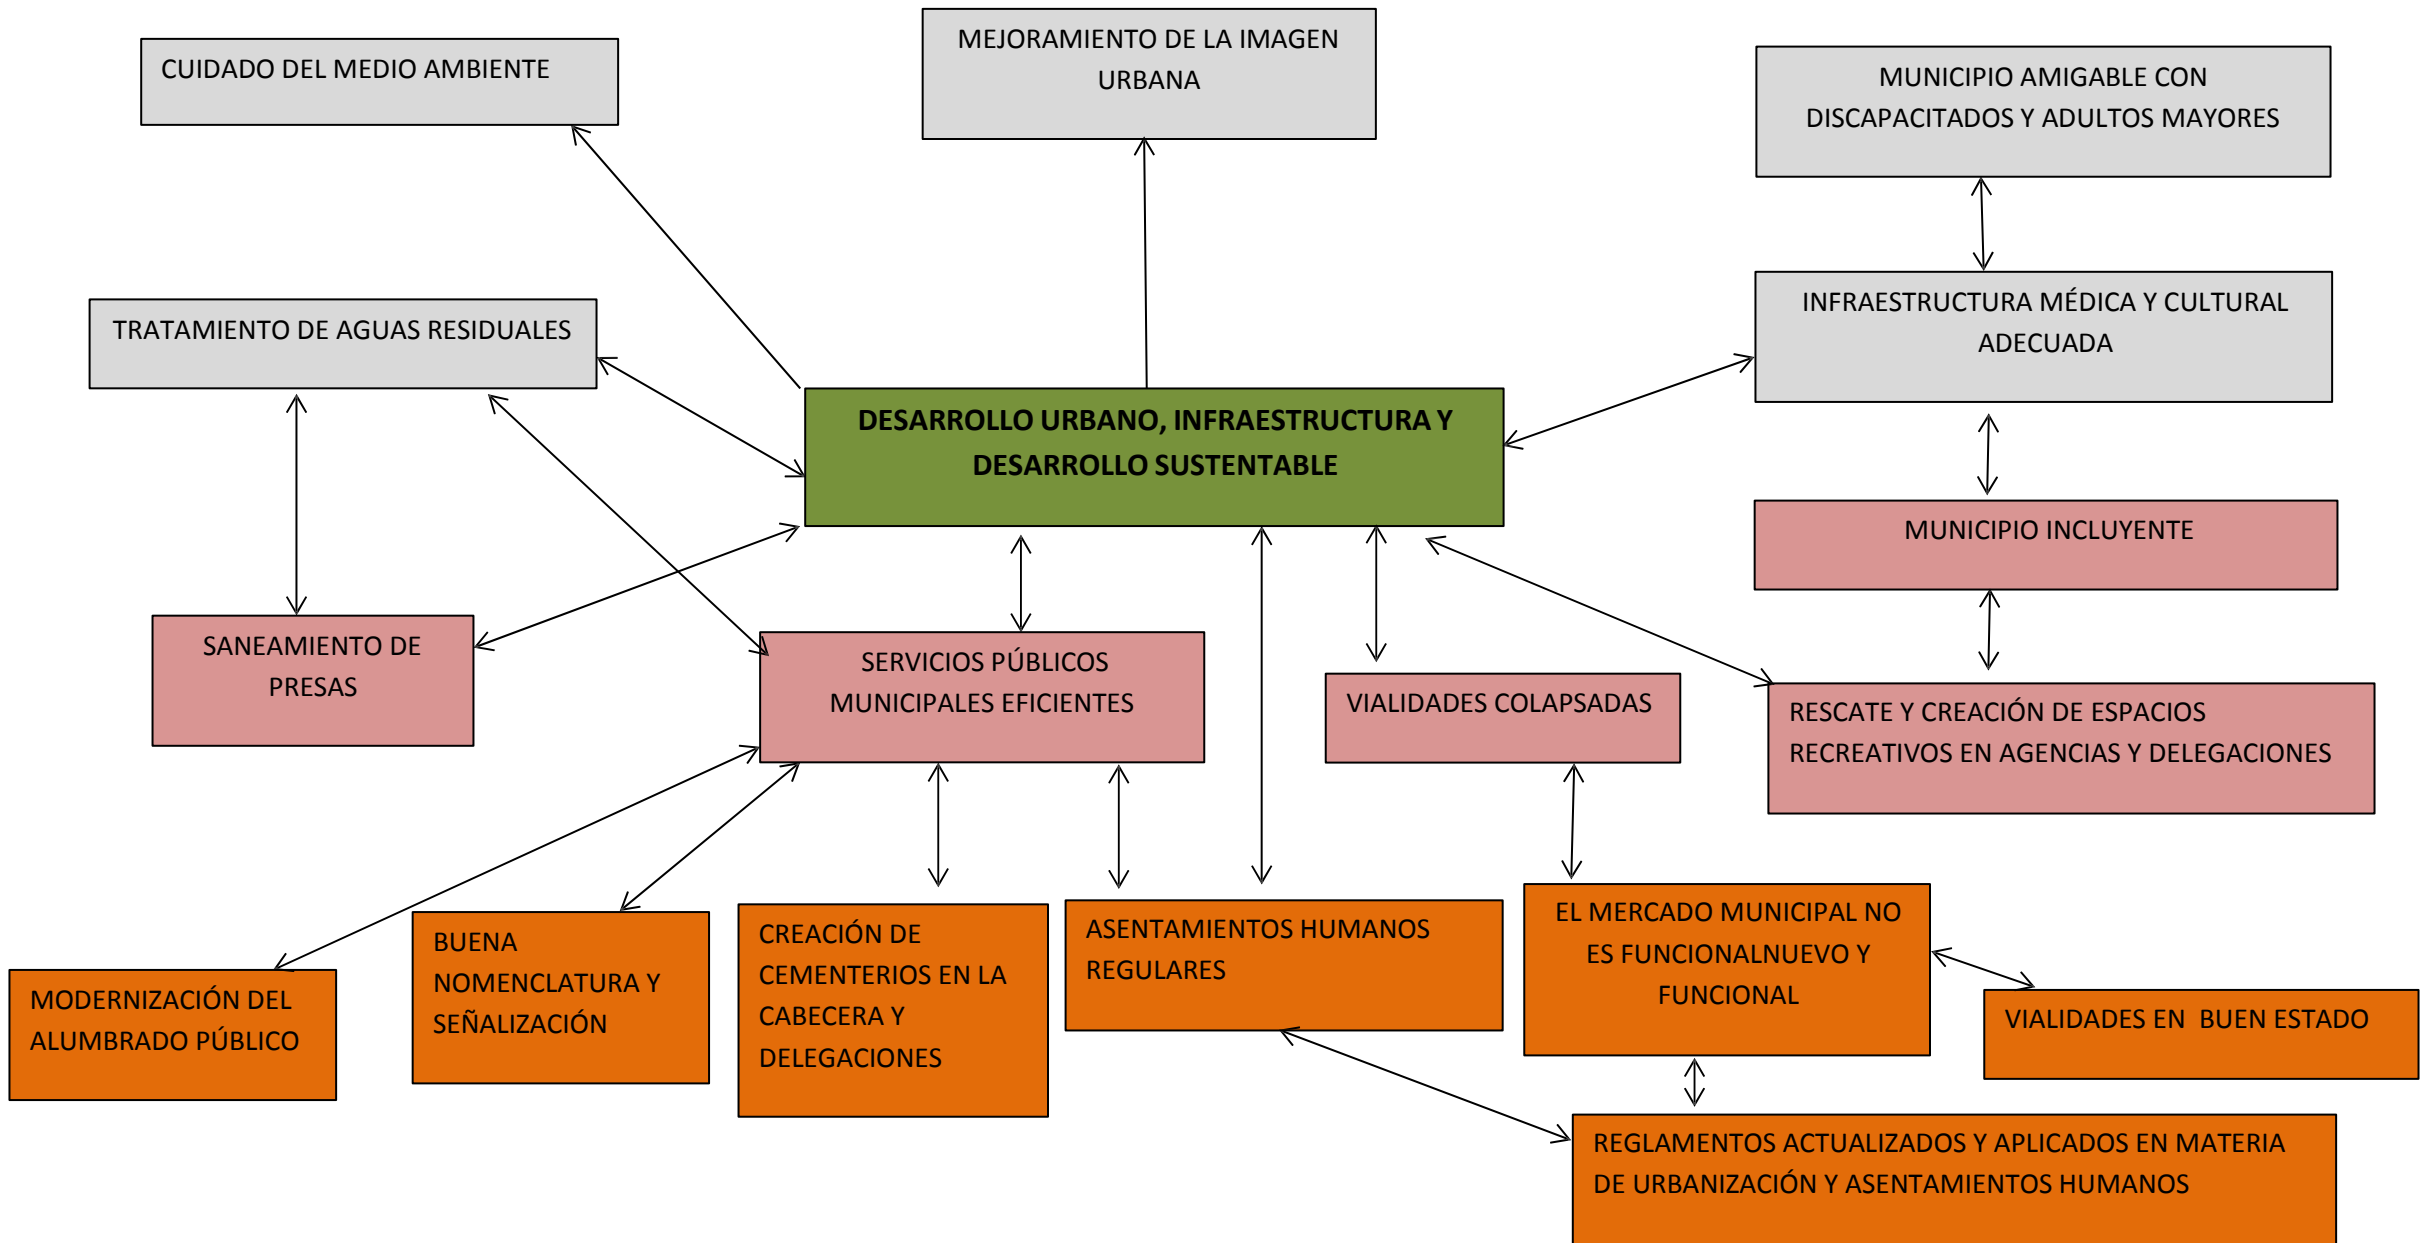 CUIDADO DEL MEDIO AMBIENTE
MEJORAMIENTO DE LA IMAGEN
URBANA
MUNICIPIO AMIGABLE CON
DISCAPACITADOS Y ADULTOS MAYORES
TRATAMIENTO DE AGUAS RESIDUALES
INFRAESTRUCTURA MÉDICA Y CULTURAL
ADECUADA
DESARROLLO URBANO, INFRAESTRUCTURA Y
DESARROLLO SUSTENTABLE
MUNICIPIO INCLUYENTE
SANEAMIENTO DE
PRESAS
SERVICIOS PÚBLICOS
MUNICIPALES EFICIENTES
VIALIDADES COLAPSADAS
RESCATE Y CREACIÓN DE ESPACIOS
RECREATIVOS EN AGENCIAS Y DELEGACIONES
MODERNIZACIÓN DEL
ALUMBRADO PÚBLICO
BUENA
NOMENCLATURA Y
SEÑALIZACIÓN
CREACIÓN DE
CEMENTERIOS EN LA
CABECERA Y
DELEGACIONES
ASENTAMIENTOS HUMANOS
REGULARES
EL MERCADO MUNICIPAL NO
ES FUNCIONALNUEVO Y
FUNCIONAL
VIALIDADES EN  BUEN ESTADO
REGLAMENTOS ACTUALIZADOS Y APLICADOS EN MATERIA
DE URBANIZACIÓN Y ASENTAMIENTOS HUMANOS